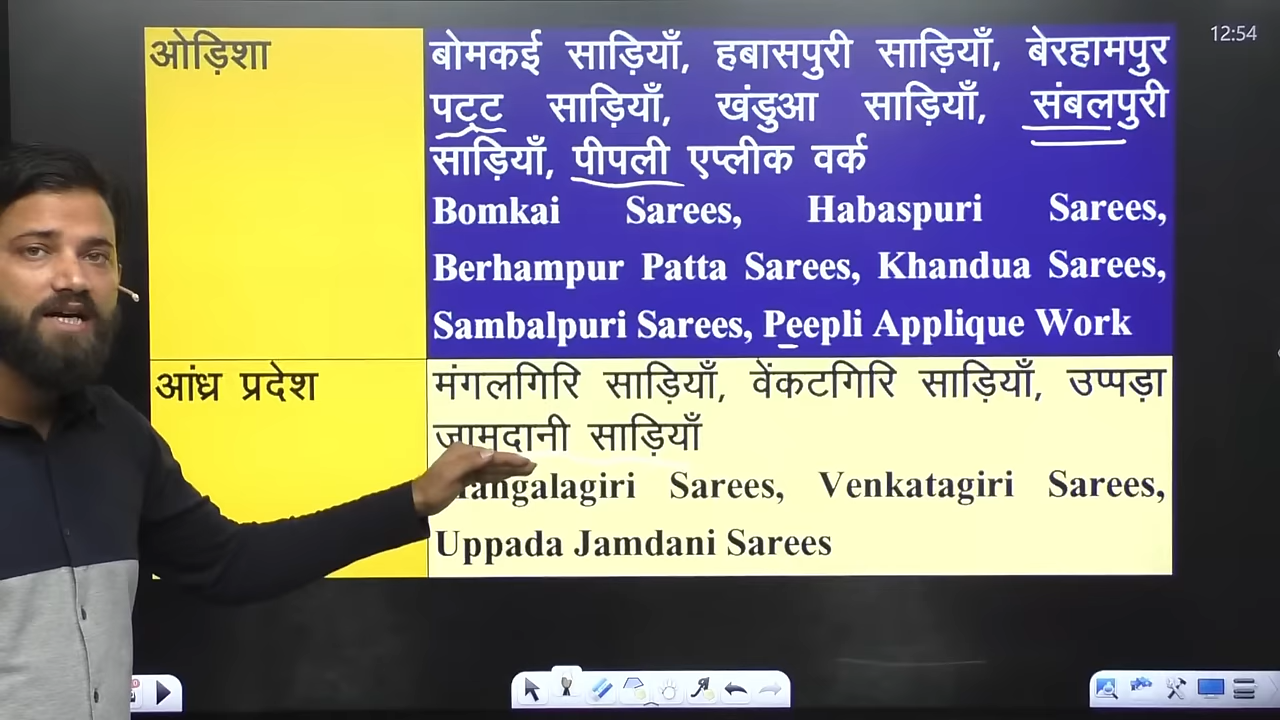 12:54
ओड़िशा
बोमकई साड़ियाँ, हबासपुरी साड़ियाँ, बेरहामपुर
पट्ट साड़ियाँ, खंडुआ साड़ियाँ, संबलपुरी
साड़ियाँ, पीपली एप्लीक वर्क
Bomkai Sarees, Habaspuri Sarees,
Berhampur Patta Sarees, Khandua Sarees,
Sambalpuri Sarees, Peepli Applique Work
आंध्र प्रदेश
मंगलगिरि साड़ियाँ, वेंकटगिरि साड़ियाँ, उप्पड़ा
जामदानी साड़ियाँ
Sarees, Venkatagiri Sarees,
Uppada Jamdani Sarees